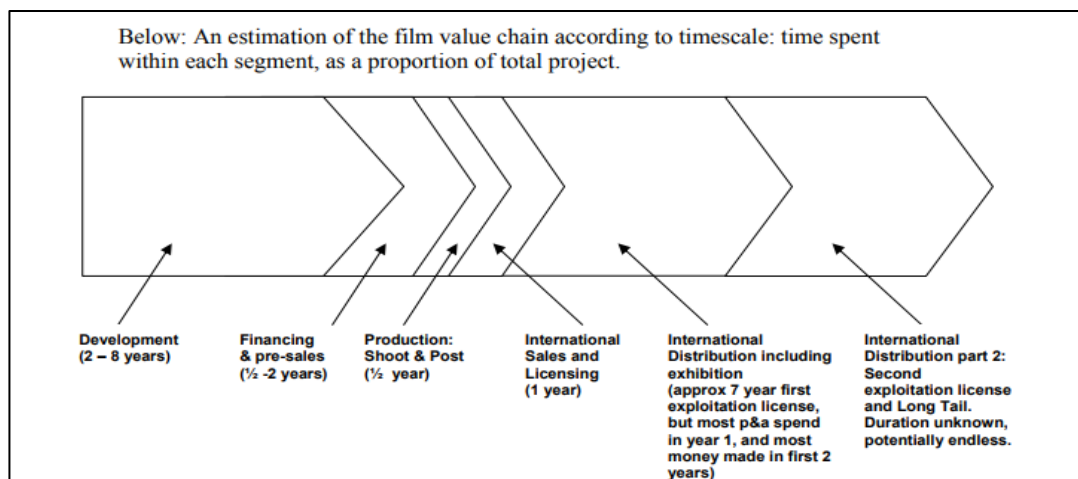 Below: An estimation of the film value chain according to timescale: time spent
within each segment, as a proportion of total project.
Development
(2 – 8 years)
Financing
& pre-sales
(½ -2 years)
Production:
Shoot & Post
(½ year)
International
Sales and
Licensing
(1 year)
International
Distribution including
exhibition
(approx 7 year first
exploitation license,
but most p&a spend
in year 1, and most
money made in first 2
years)
International
Distribution part 2:
Second
exploitation license
and Long Tail.
Duration unknown,
potentially endless.